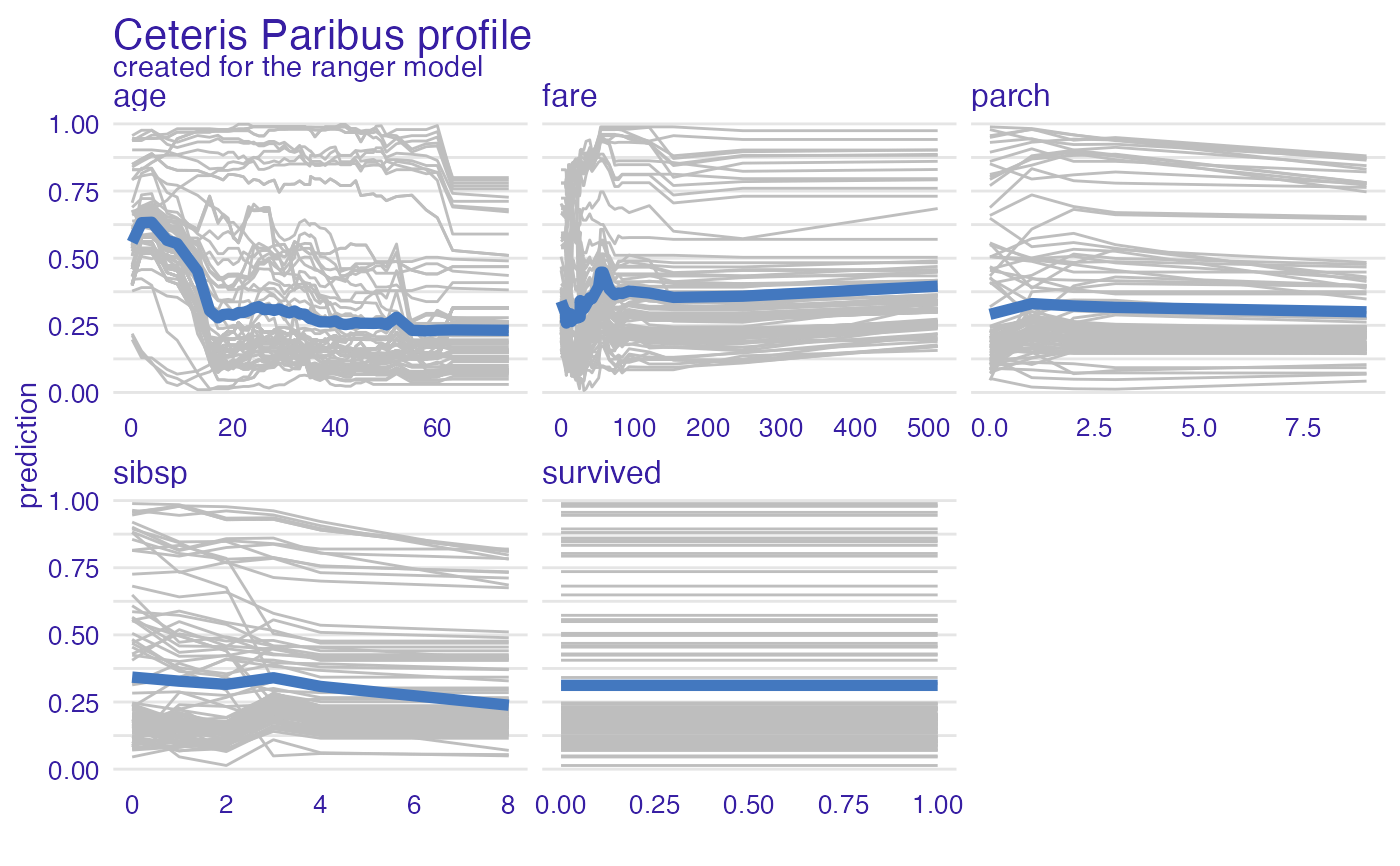 Ceteris Paribus profile
created for the ranger model
age
fare
parch
1.00
0.75
0.50
0.25
0.00
0 20 40 60
0 100 200 300 400 500
0.0 2.5 5.0 7.5
prediction
sibsp
survived
1.00
0.75
0.50
0.25
0.00
0 2 4 6 8
0.00 0.25 0.50 0.75 1.00